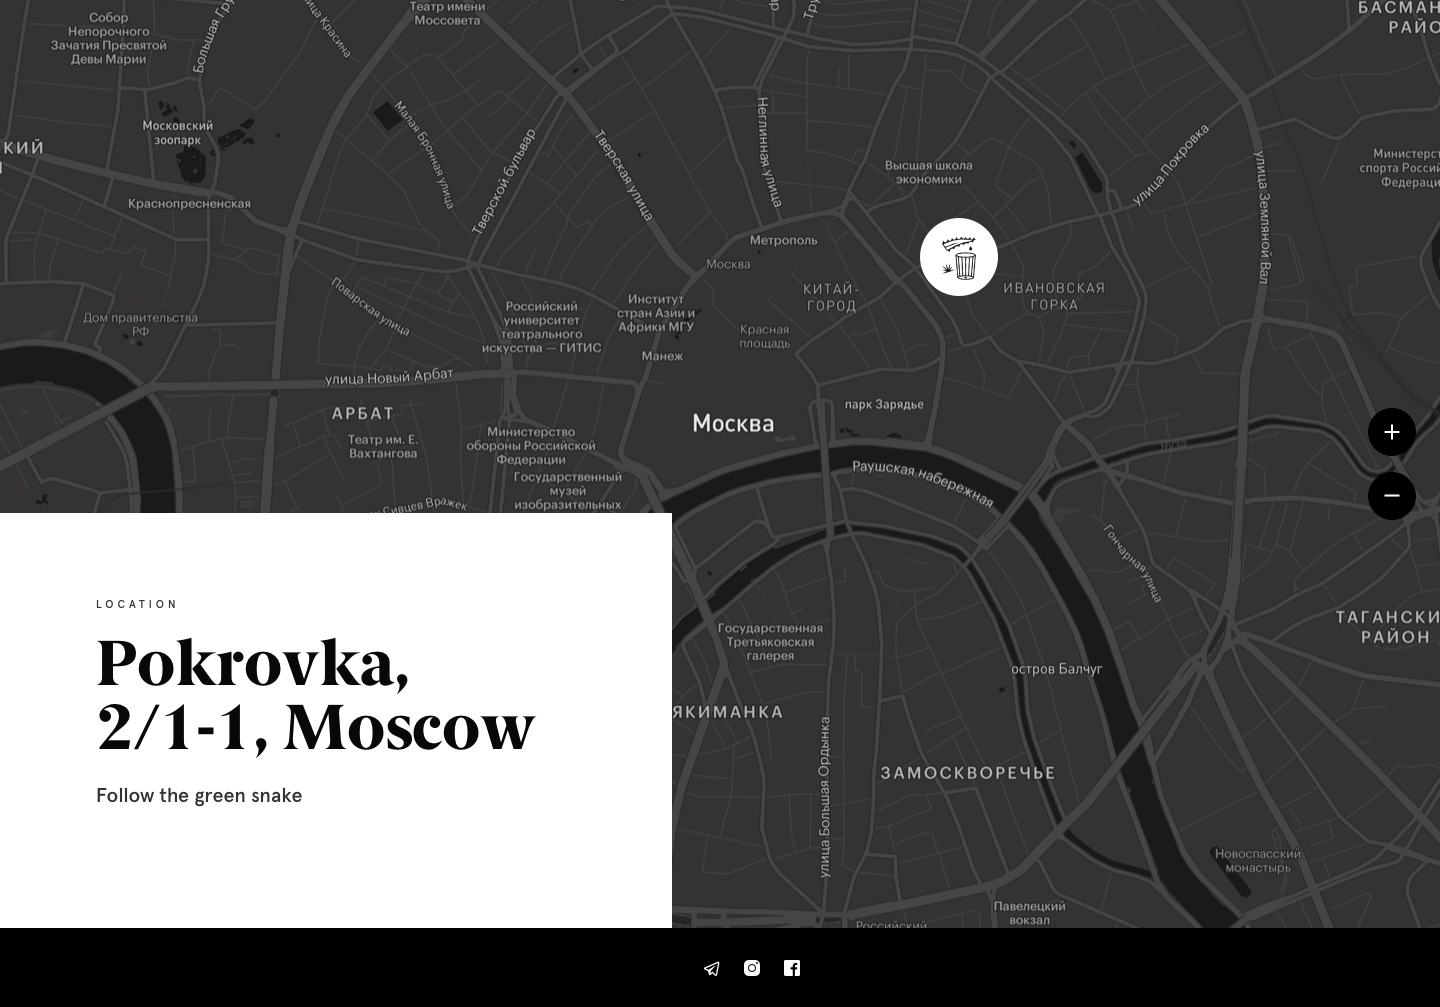 Театр имени
Моссовета
Собор
Непорочного
Зачатия Пресвятой
Девы Марии
Большая Гру
ица Красина
БАСМАН
РАЙО
Московский
зоопарк
Малая Бронная улица
Тверской бульвар
Тверская улица
Неглинная улица
Высшая школа
экономики
улица Покровка
улица Земляной Вал
Министерст
спорта Россий
Федераци
КИЙ
Краснопресненская
Метрополь
Москва
КИТАЙ-
ГОРОД
ИВАНОВСКАЯ
ГОРКА
Поварская улица
Дом правительства
РФ
Российский
университет
театрального
искусства — ГИТИС
Институт
стран Азии и
Африки МГУ
Красная
площадь
Манеж
улица Новый Арбат
АРБАТ
Театр им. Е.
Вахтангова
Министерство
обороны Российской
Федерации
Москва
парк Зарядье
Раушская набережная
Государственный
музей
изобразительных
Сивцев Вражек
+
−
Гончарная улица
LOCATION
Pokrovka,
2/1-1, Moscow
Follow the green snake
Государственная
Третьяковская
галерея
остров Балчуг
ТАГАНСКИ
РАЙОН
ЯКИМАНКА
улица Большая Ордынка
ЗАМОСКВОРЕЧЬЕ
Новоспасский
монастырь
Павелецкий
вокзал
Российский